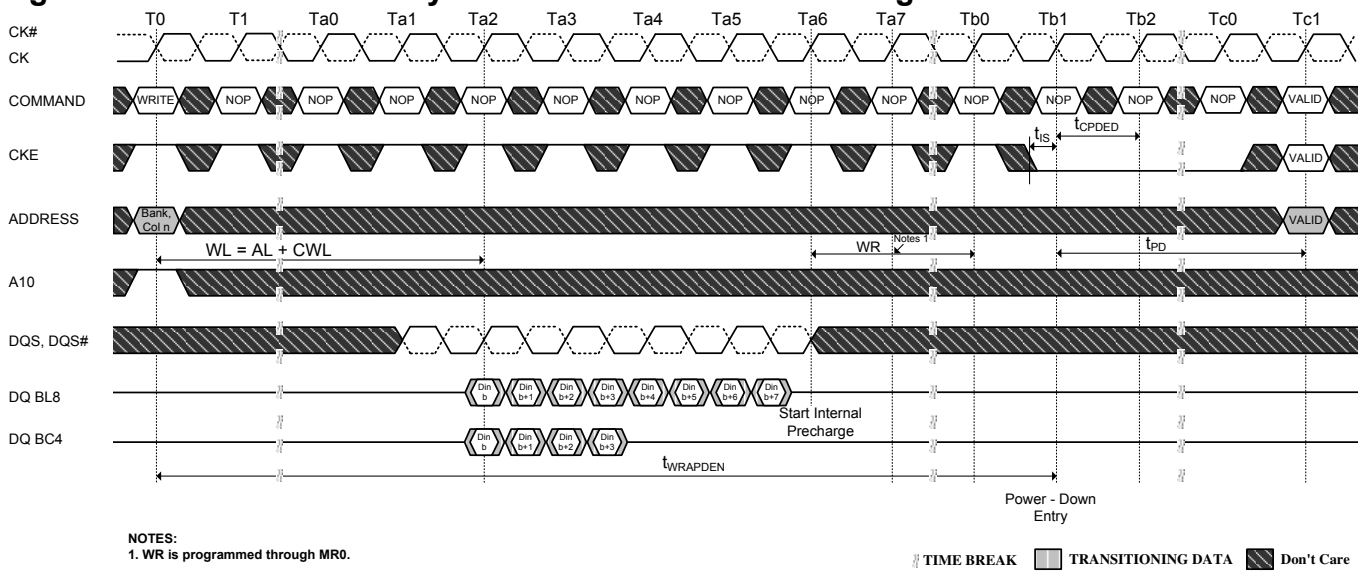 T0 T1 Ta0 Ta1 Ta2 Ta3 Ta4 Ta5 Ta6 Ta7 Tb0 Tb1 Tb2 Tc0 Tc1
CK#
CK
COMMAND WRITE NOP NOP NOP NOP NOP NOP NOP NOP NOP NOP NOP NOP NOP VALID
tIS tCPDED
CKE VALID
ADDRESS Bank, Col n VALID
WL = AL + CWL WR Notes 1 tPD
A10
DQS, DQS#
DQ BL8 Din b Din b+1 Din b+2 Din b+3 Din b+4 Din b+5 Din b+6 Din b+7
Start Internal
Precharge
DQ BC4 Din b Din b+1 Din b+2 Din b+3
tWRAPDEN
Power - Down
Entry
NOTES:
1. WR is programmed through MR0.
TIME BREAK TRANSITIONING DATA Don't Care